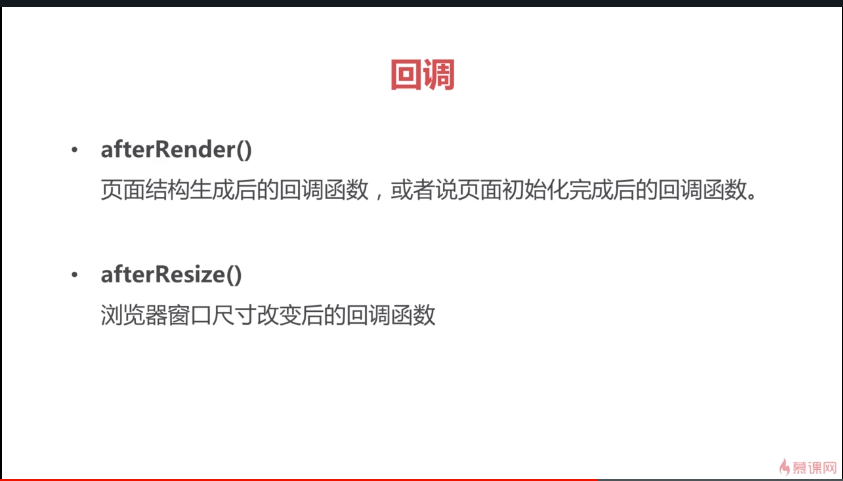 回调
• afterRender()
页面结构生成后的回调函数，或者说页面初始化完成后的回调函数。
• afterResize()
浏览器窗口尺寸改变后的回调函数
慕课网